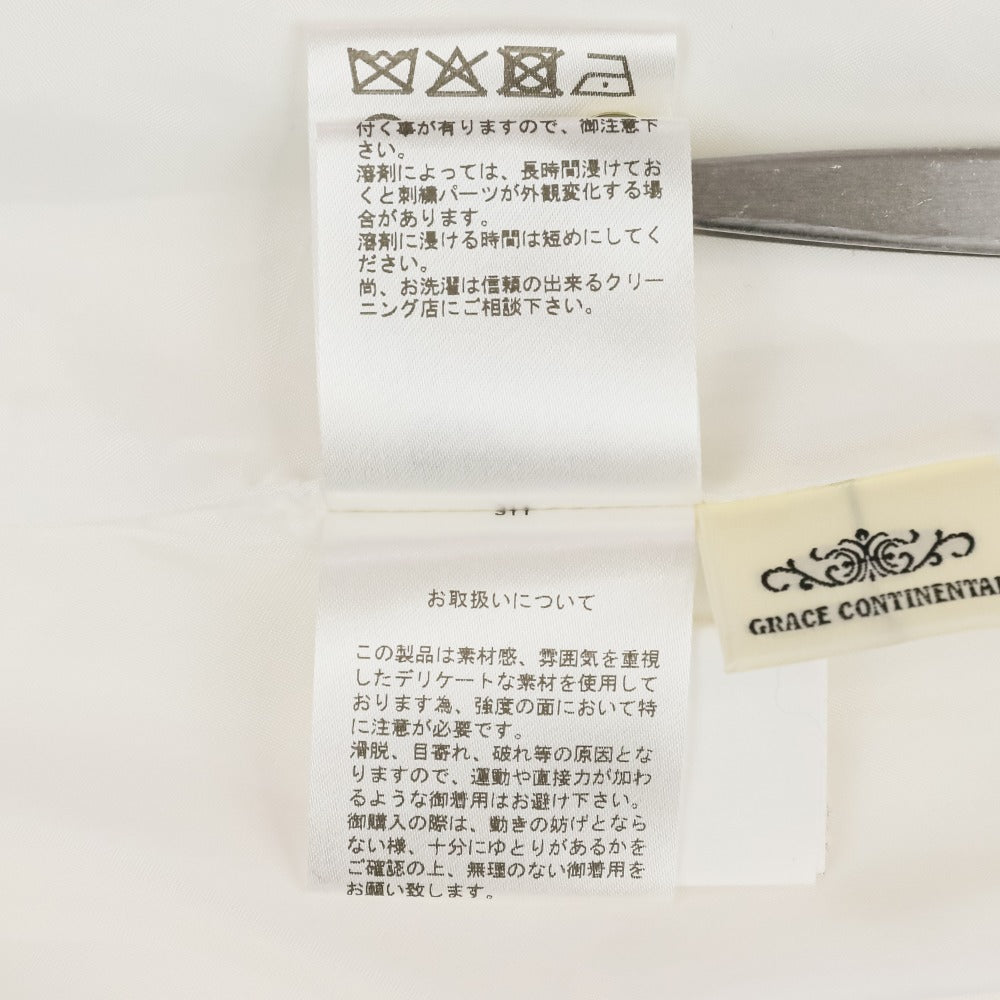 付く事が有りますので、御注意下
さい。
溶剤によっては、長時間浸けてお
くと刺繍パーツが外観変化する場
合があります。
溶剤に浸ける時間は短めにしてく
ださい。
尚、お洗濯は信頼の出来るクリー
ニング店にご相談下さい。
お取扱いについて
この製品は素材感、雰囲気を重視
したデリケートな素材を使用して
おります為、強度の面において特
に注意が必要です。
滑脱、目寄れ、破れ等の原因とな
りますので、運動や直接力が加わ
るような御着用はお避け下さい。
御購入の際は、動きの妨げとなら
ない様、十分にゆとりがあるかを
ご確認の上、無理のない御着用を
お願い致します。
GRACE CONTINENTAL